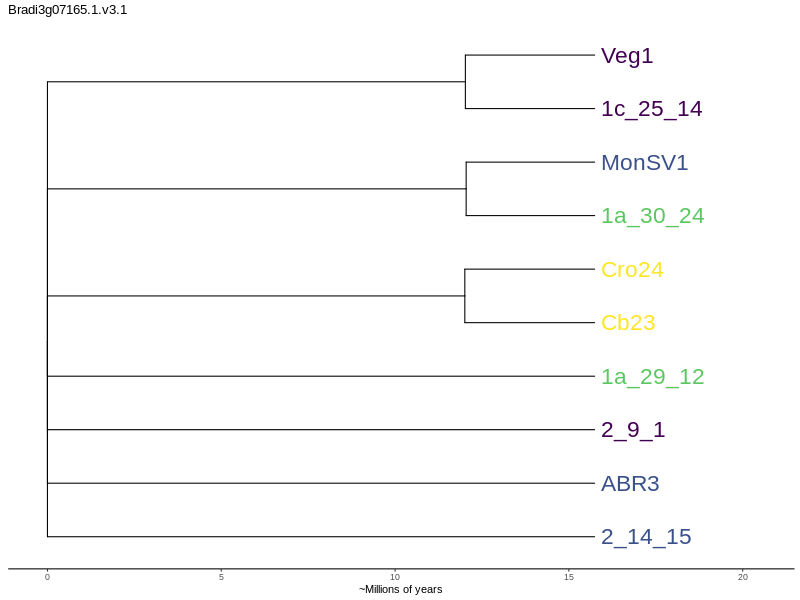 Bradi3g07165.1.v3.1
Veg1
1c_25_14
MonSV1
1a_30_24
Cro24
Cb23
1a_29_12
2_9_1
ABR3
2_14_15
0 5 10 15 20
~Millions of years